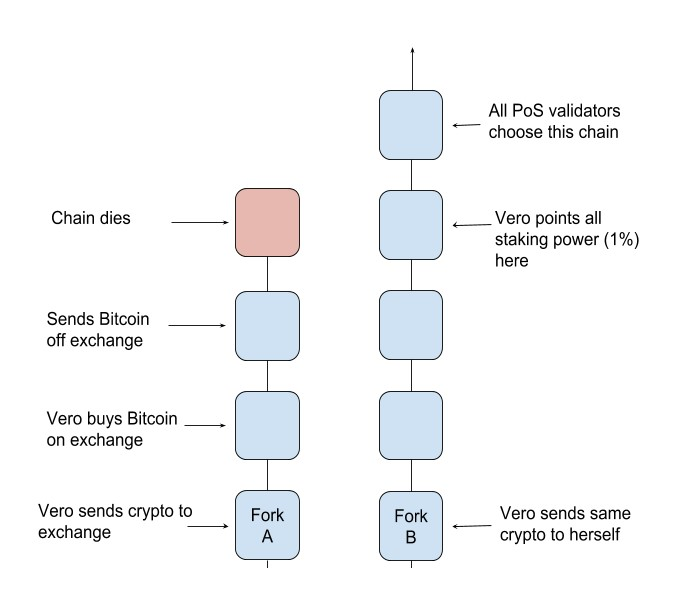 All PoS validators
choose this chain
Chain dies
Vero points all
staking power (1%)
here
Sends Bitcoin
off exchange
Vero buys Bitcoin
on exchange
Vero sends crypto to
exchange
Fork
A
Fork
B
Vero sends same
crypto to herself